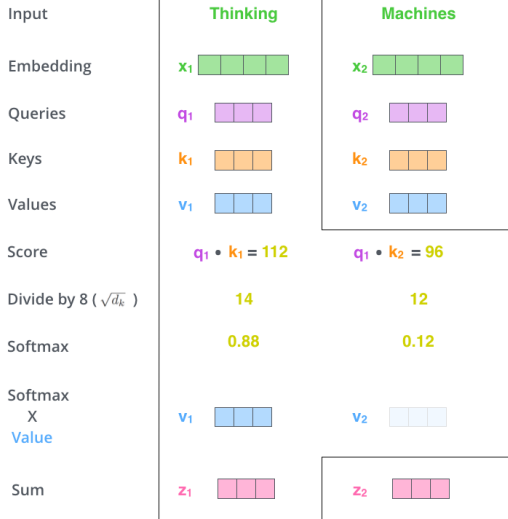 Input Thinking Machines
Embedding x₁ x₂
Queries q₁ q₂
Keys k₁ k₂
Values v₁ v₂
Score q₁ • k₁ = 112 q₁ • k₂ = 96
Divide by 8 ( √dₖ ) 14 12
Softmax 0.88 0.12
Softmax
X v₁ v₂
Value
Sum z₁ z₂